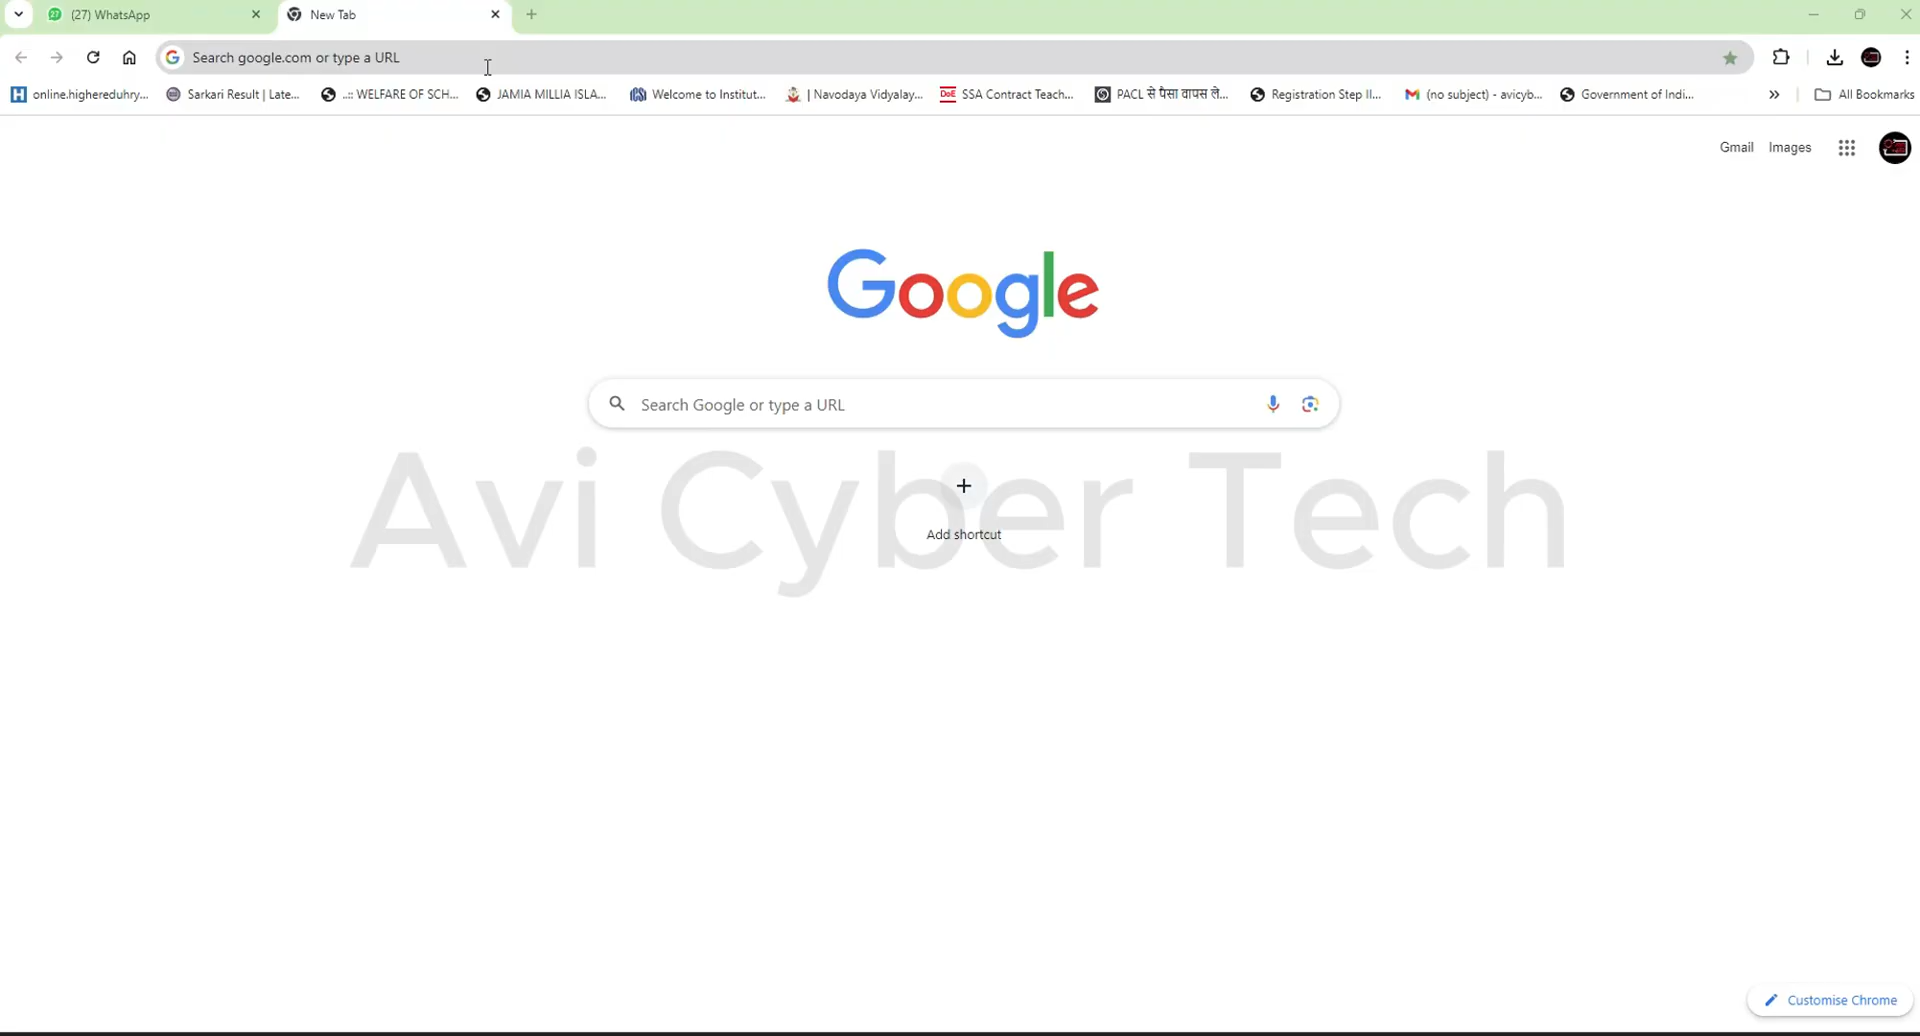 (27) WhatsApp
New Tab
Search google.com or type a URL
online.highereduhry...
Sarkari Result | Late...
..:: WELFARE OF SCH...
JAMIA MILLIA ISLA...
Welcome to Institut...
| Navodaya Vidyalay...
DoE
SSA Contract Teach...
PACL से पैसा वापस ले...
Registration Step II...
(no subject) - avicyb...
Government of Indi...
All Bookmarks
Gmail
Images
Google
Search Google or type a URL
Avi Cyber Tech
Add shortcut
Customise Chrome